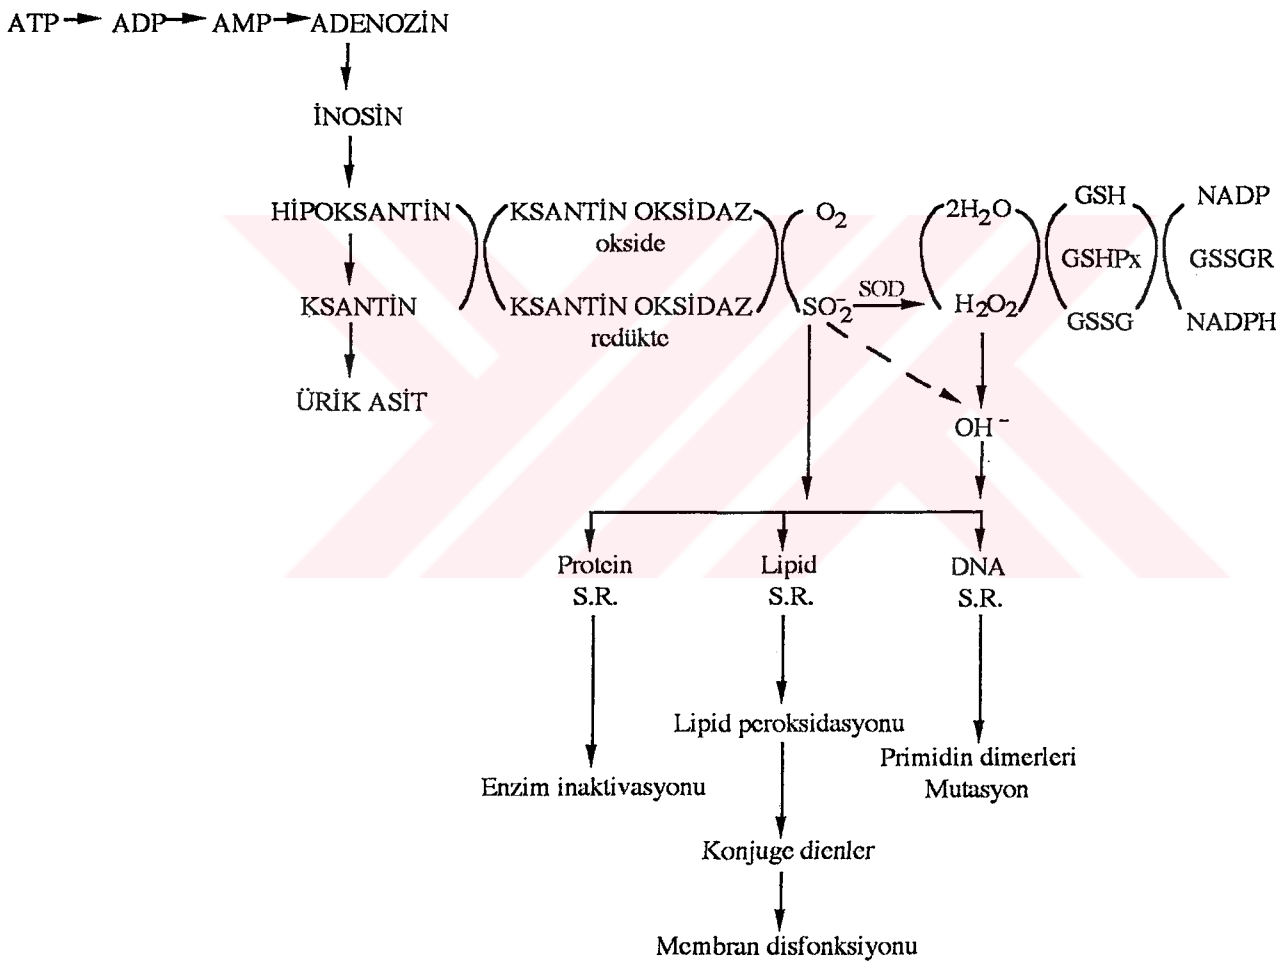 ATP ADP AMP ADENOZİN
İNOSİN
HİPOKSANTİN KSANTİN OKSİDAZ O2 2H2O GSH NADP
okside
GSHPx GSSGR
KSANTİN KSANTİN OKSİDAZ SO2- SOD H2O2 GSSG NADPH
redükte
ÜRİK ASİT
OH-
Protein Lipid DNA
S.R. S.R. S.R.
Lipid peroksidasyonu
Primidin dimerleri
Enzim inaktivasyonu
Mutasyon
Konjuge dienler
Membran disfonksiyonu